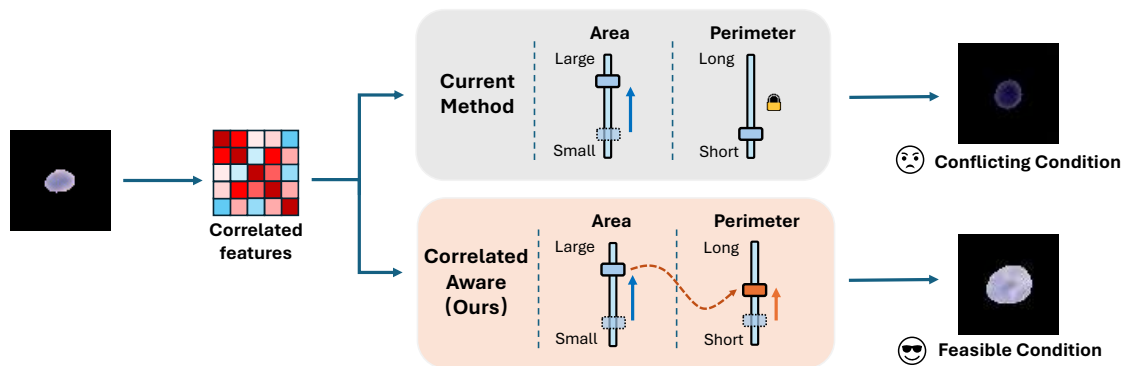 Correlated
features
Current
Method
Area
Large
Small
Perimeter
Long
Short
Conflicting Condition
Correlated
Aware
(Ours)
Area
Large
Small
Perimeter
Long
Short
Feasible Condition